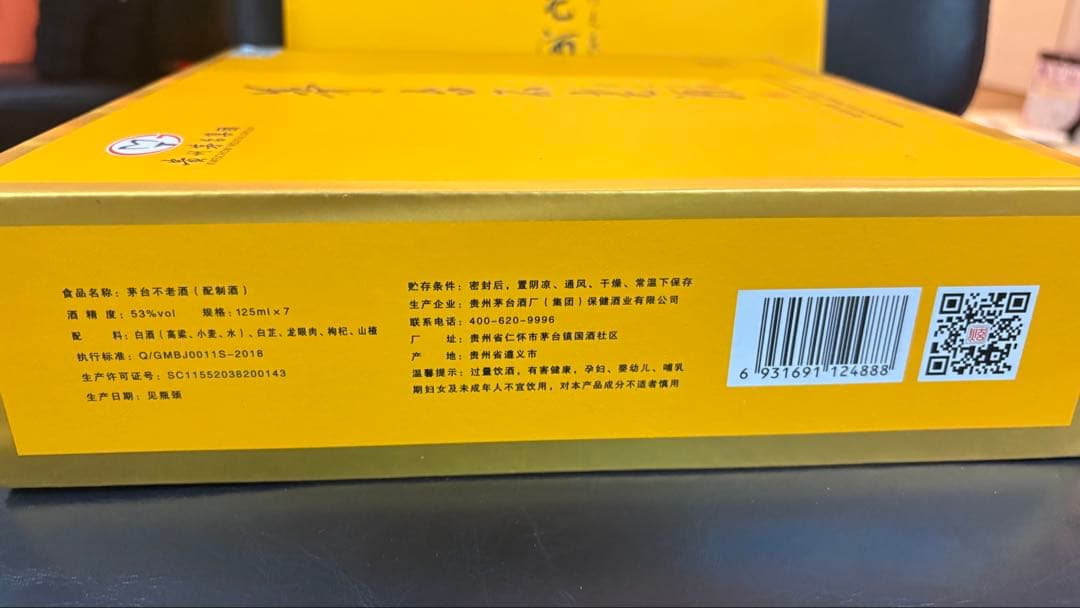 茅台不老酒
食品名称：茅台不老酒（配制酒）
酒 精 度：53%vol 规格：125ml×7
配 料：白酒（高粱、小麦、水）、白芷、龙眼肉、枸杞、山楂
执行标准：Q/GMBJ0011S-2018
生产许可证号：SC11552038200143
生产日期：见瓶颈
贮存条件：密封后，置阴凉、通风、干燥、常温下保存
生产企业：贵州茅台酒厂（集团）保健酒业有限公司
联系电话：400-620-9996
厂 址：贵州省仁怀市茅台镇国酒社区
产 地：贵州省遵义市
温馨提示：过量饮酒，有害健康，孕妇、婴幼儿、哺乳
期妇女及未成年人不宜饮用，对本产品成分不适者慎用
6 931691 124888